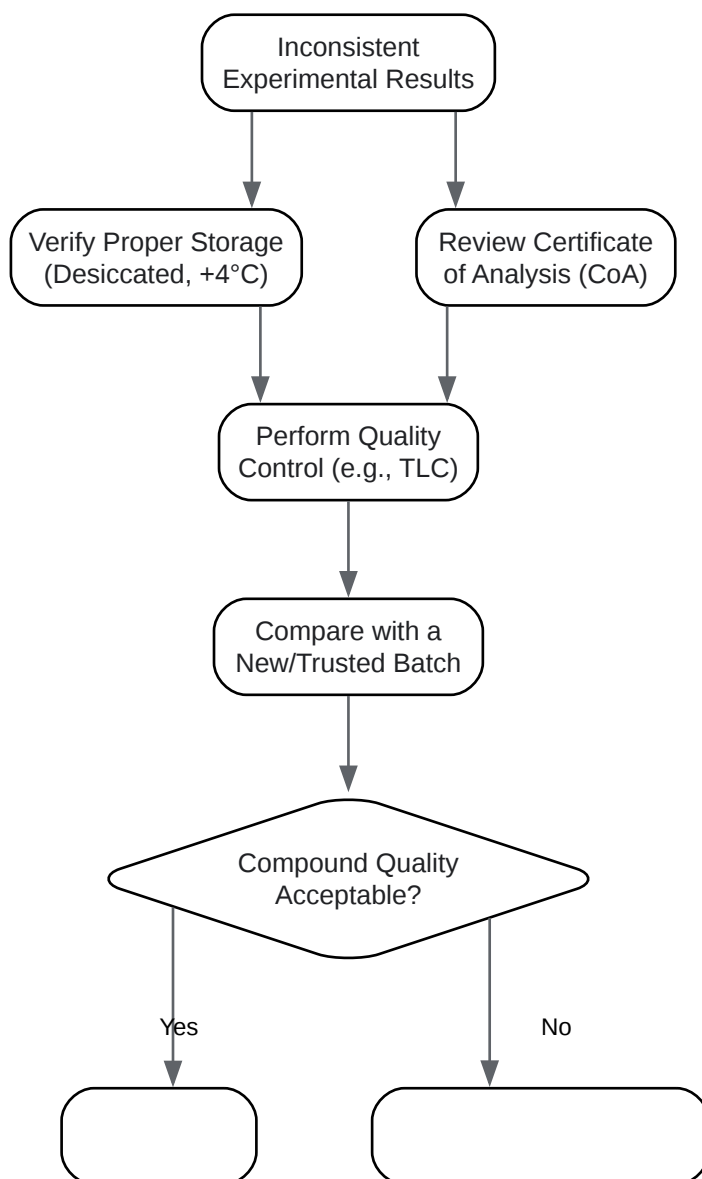 Inconsistent
Experimental Results
Verify Proper Storage
(Desiccated, +4°C)
Review Certificate
of Analysis (CoA)
Perform Quality
Control (e.g., TLC)
Compare with a
New/Trusted Batch
Compound Quality
Acceptable?
Yes
No